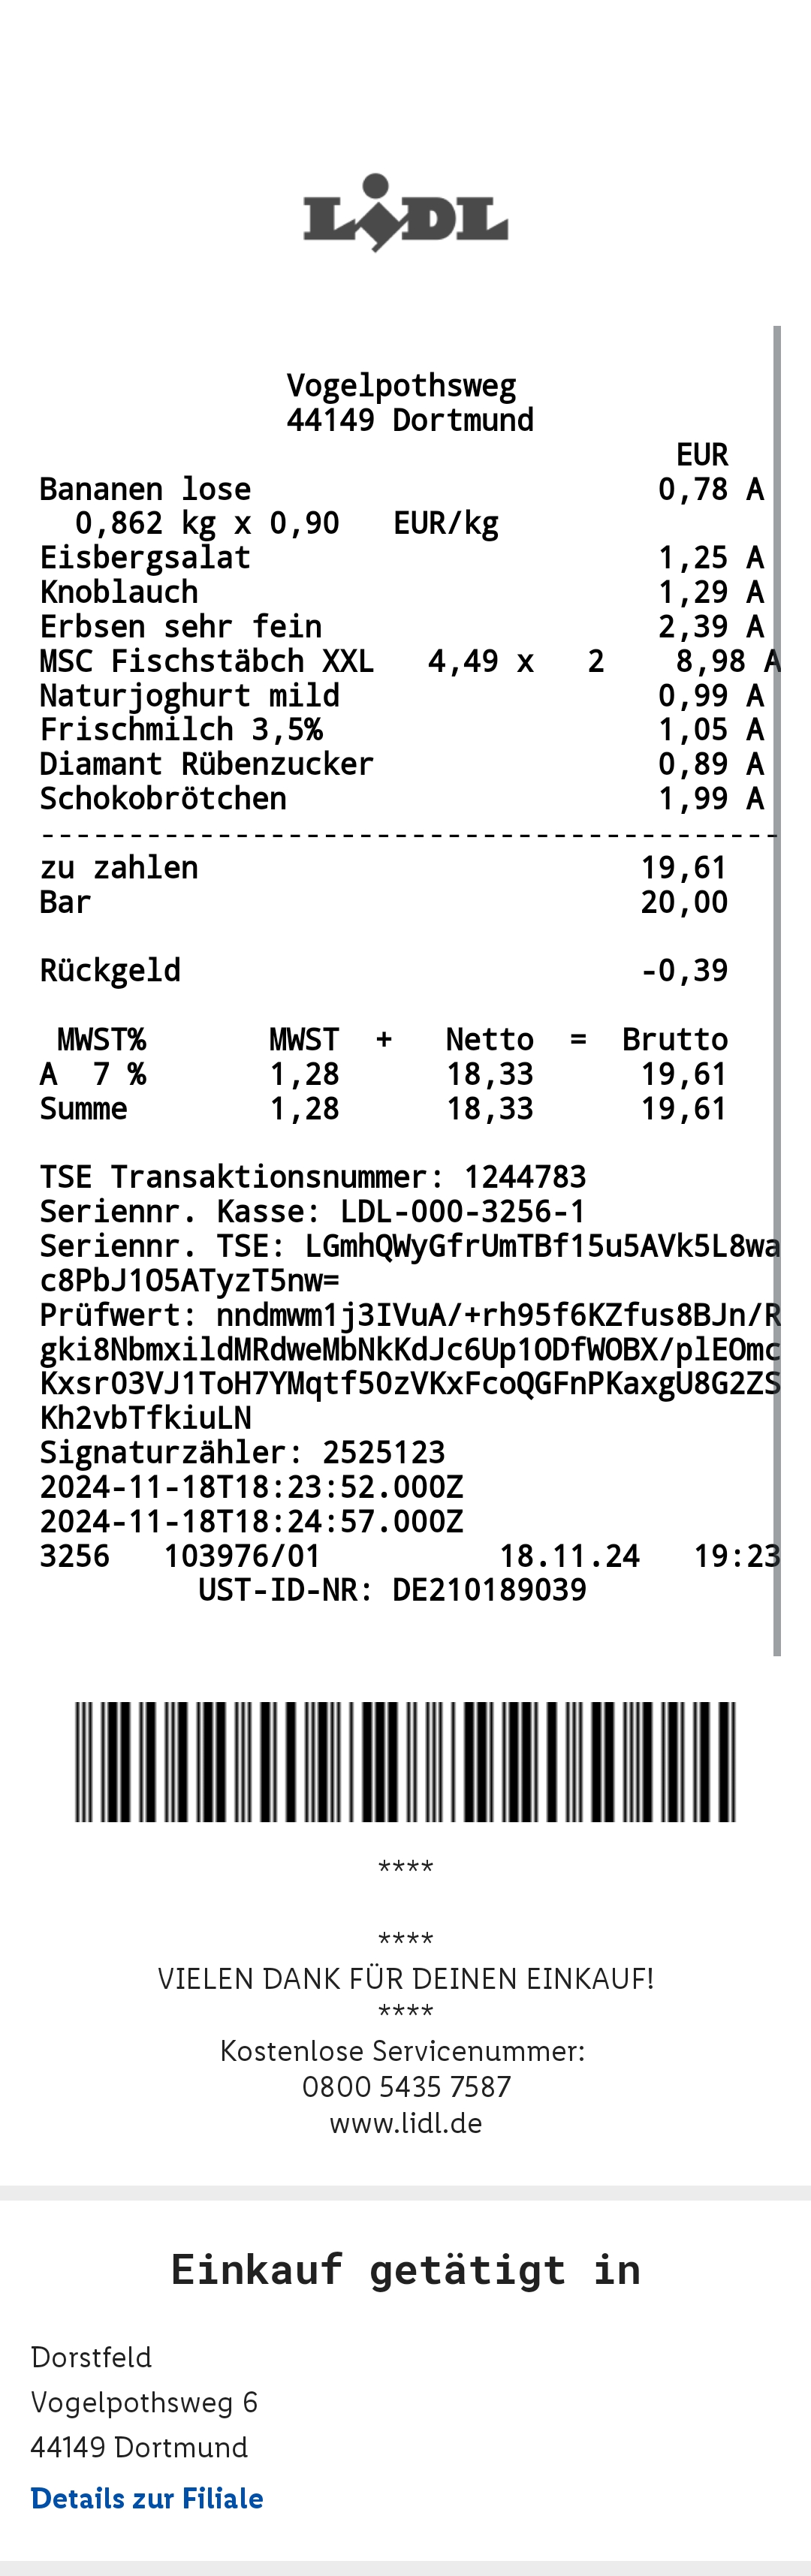 LIDL
Vogelpothsweg
44149 Dortmund
EUR
Bananen lose 0,78 A
0,862 kg x 0,90 EUR/kg
Eisbergsalat 1,25 A
Knoblauch 1,29 A
Erbsen sehr fein 2,39 A
MSC Fischstäbch XXL 4,49 x 2 8,98 A
Naturjoghurt mild 0,99 A
Frischmilch 3,5% 1,05 A
Diamant Rübenzucker 0,89 A
Schokobrötchen 1,99 A
------------------------------------------
zu zahlen 19,61
Bar 20,00
Rückgeld -0,39
MWST% MWST + Netto = Brutto
A 7 % 1,28 18,33 19,61
Summe 1,28 18,33 19,61
TSE Transaktionsnummer: 1244783
Seriennr. Kasse: LDL-000-3256-1
Seriennr. TSE: LGmhQWyGfrUmTBf15u5AVk5L8wa
c8PbJ1O5ATyzT5nw=
Prüfwert: nndmwm1j3IVuA/+rh95f6KZfus8BJn/R
gki8NbmxildMRdweMbNkKdJc6Up1ODfWOBX/plEOmc
Kxsr03VJ1ToH7YMqtf50zVKxFcoQGFnPKaxgU8G2ZS
Kh2vbTfkiuLN
Signaturzähler: 2525123
2024-11-18T18:23:52.000Z
2024-11-18T18:24:57.000Z
3256 103976/01 18.11.24 19:23
UST-ID-NR: DE210189039
****
****
VIELEN DANK FÜR DEINEN EINKAUF!
****
Kostenlose Servicenummer:
0800 5435 7587
www.lidl.de
Einkauf getätigt in
Dorstfeld
Vogelpothsweg 6
44149 Dortmund
Details zur Filiale